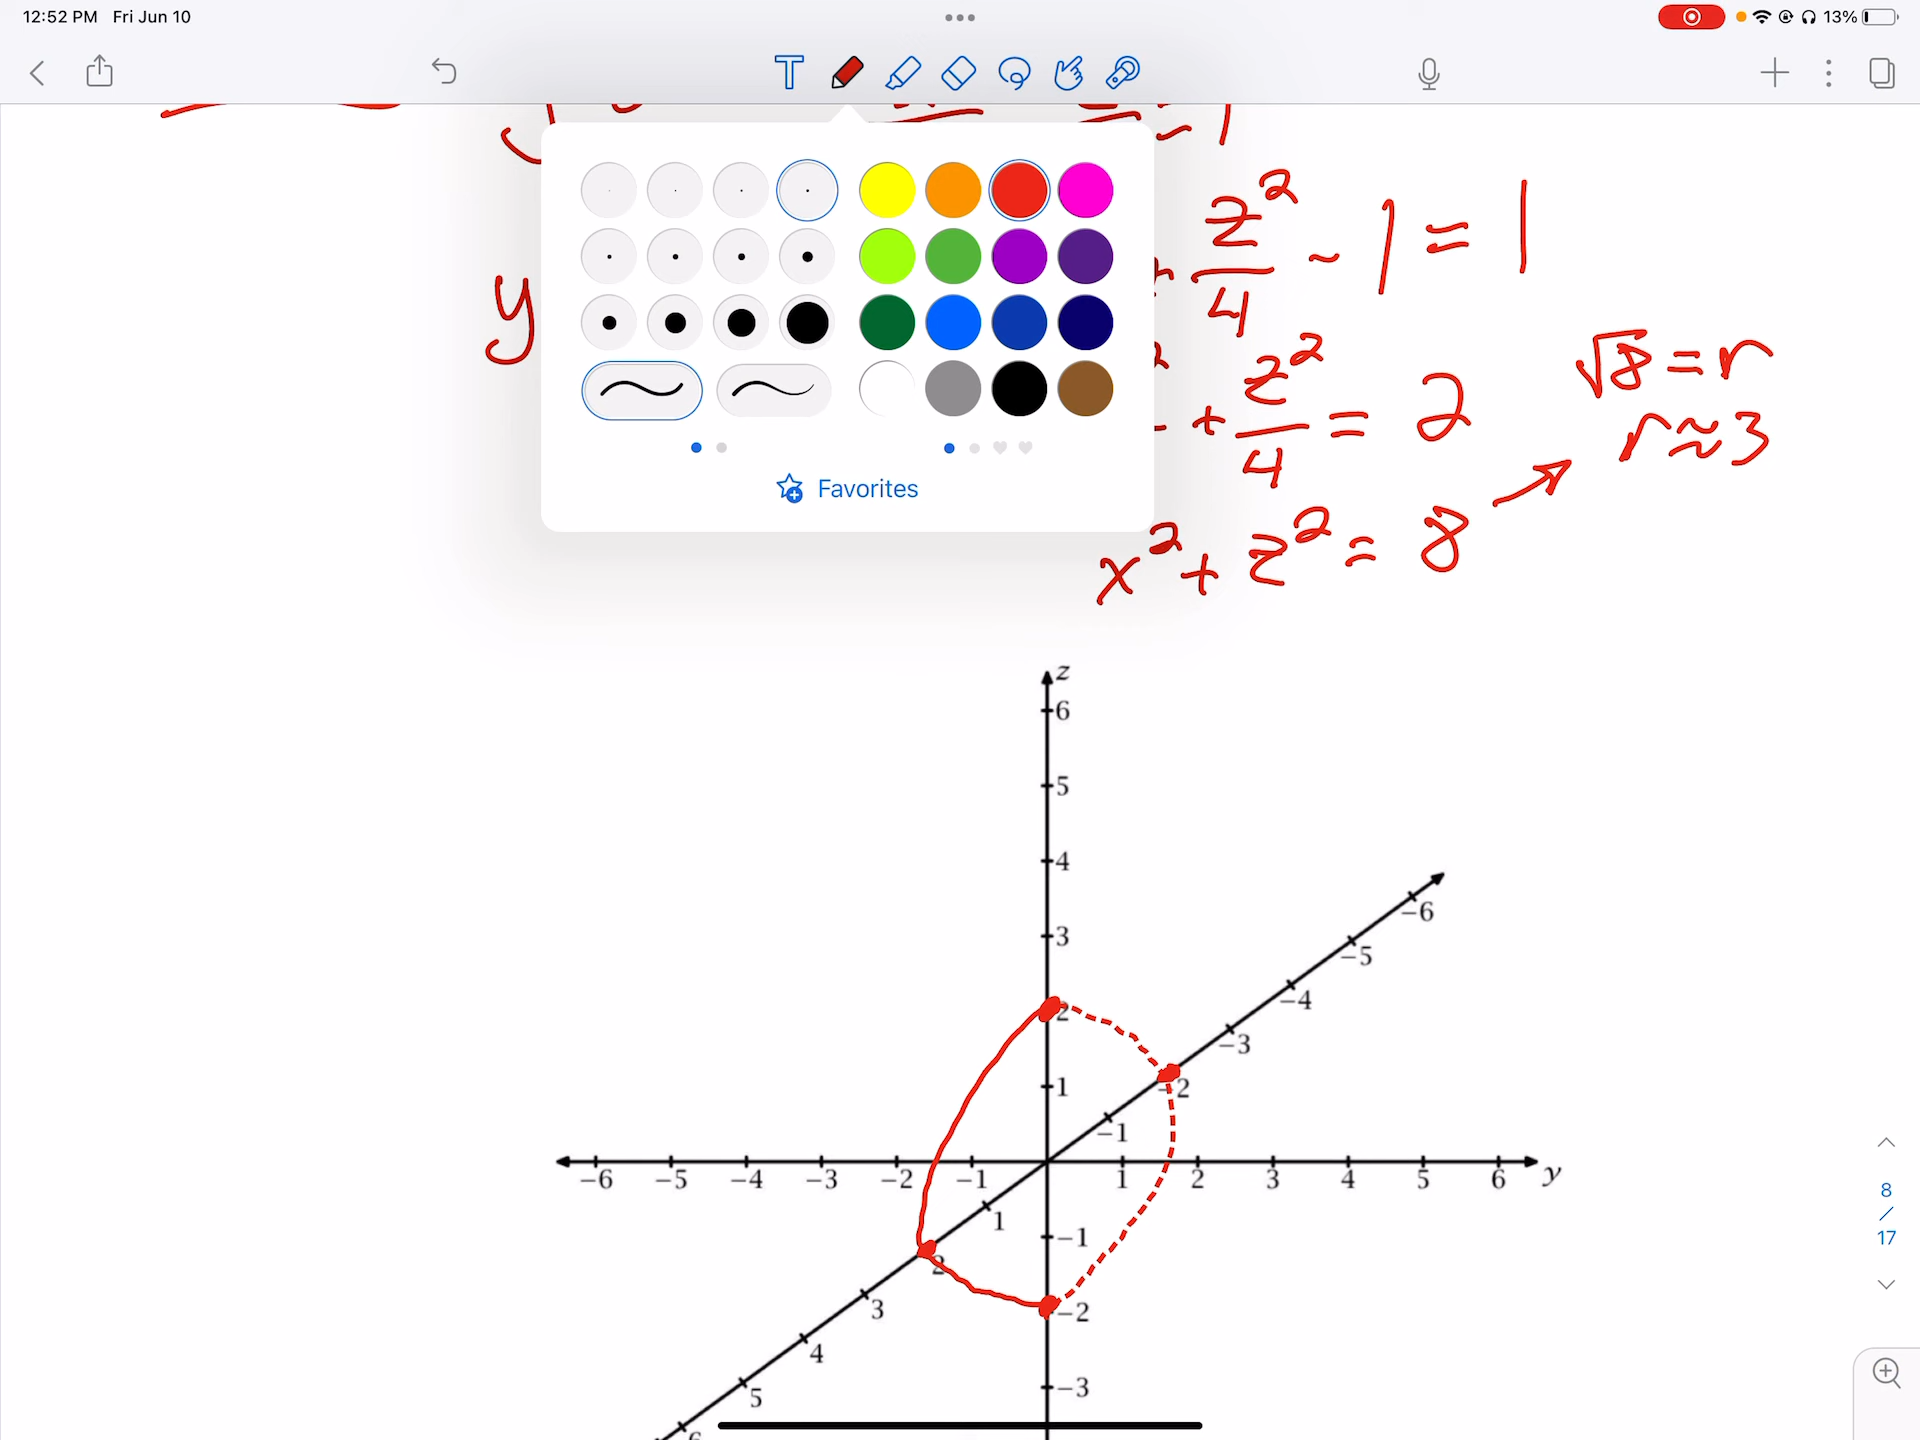 12:52 PM Fri Jun 10
13%
T
z² / 4 - 1 = 1
y
+ z² / 4 = 2
√8 = r
r ≈ 3
x² + z² = 8
Favorites
z
6
5
4
3
2
1
-1
-2
-3
-6 -5 -4 -3 -2 -1 1 2 3 4 5 6 y
-6
-5
-4
-3
-2
-1
1
2
3
4
5
6
8
/
17